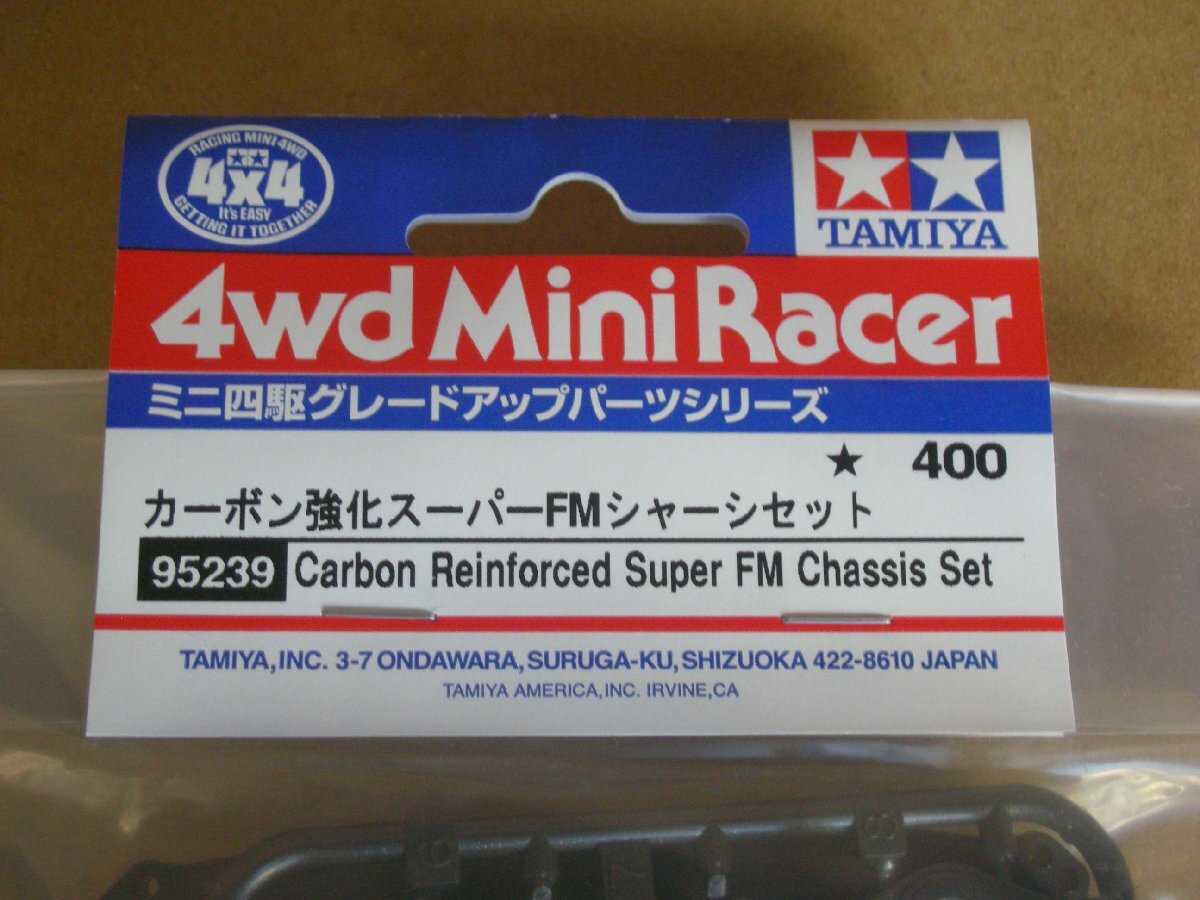 RACING MINI 4WD
4x4
It's EASY
GETTING IT TOGETHER
TAMIYA
4wd Mini Racer
ミニ四駆グレードアップパーツシリーズ
★ 400
カーボン強化スーパーFMシャーシセット
95239 Carbon Reinforced Super FM Chassis Set
TAMIYA,INC. 3-7 ONDAWARA,SURUGA-KU,SHIZUOKA 422-8610 JAPAN
TAMIYA AMERICA,INC. IRVINE,CA